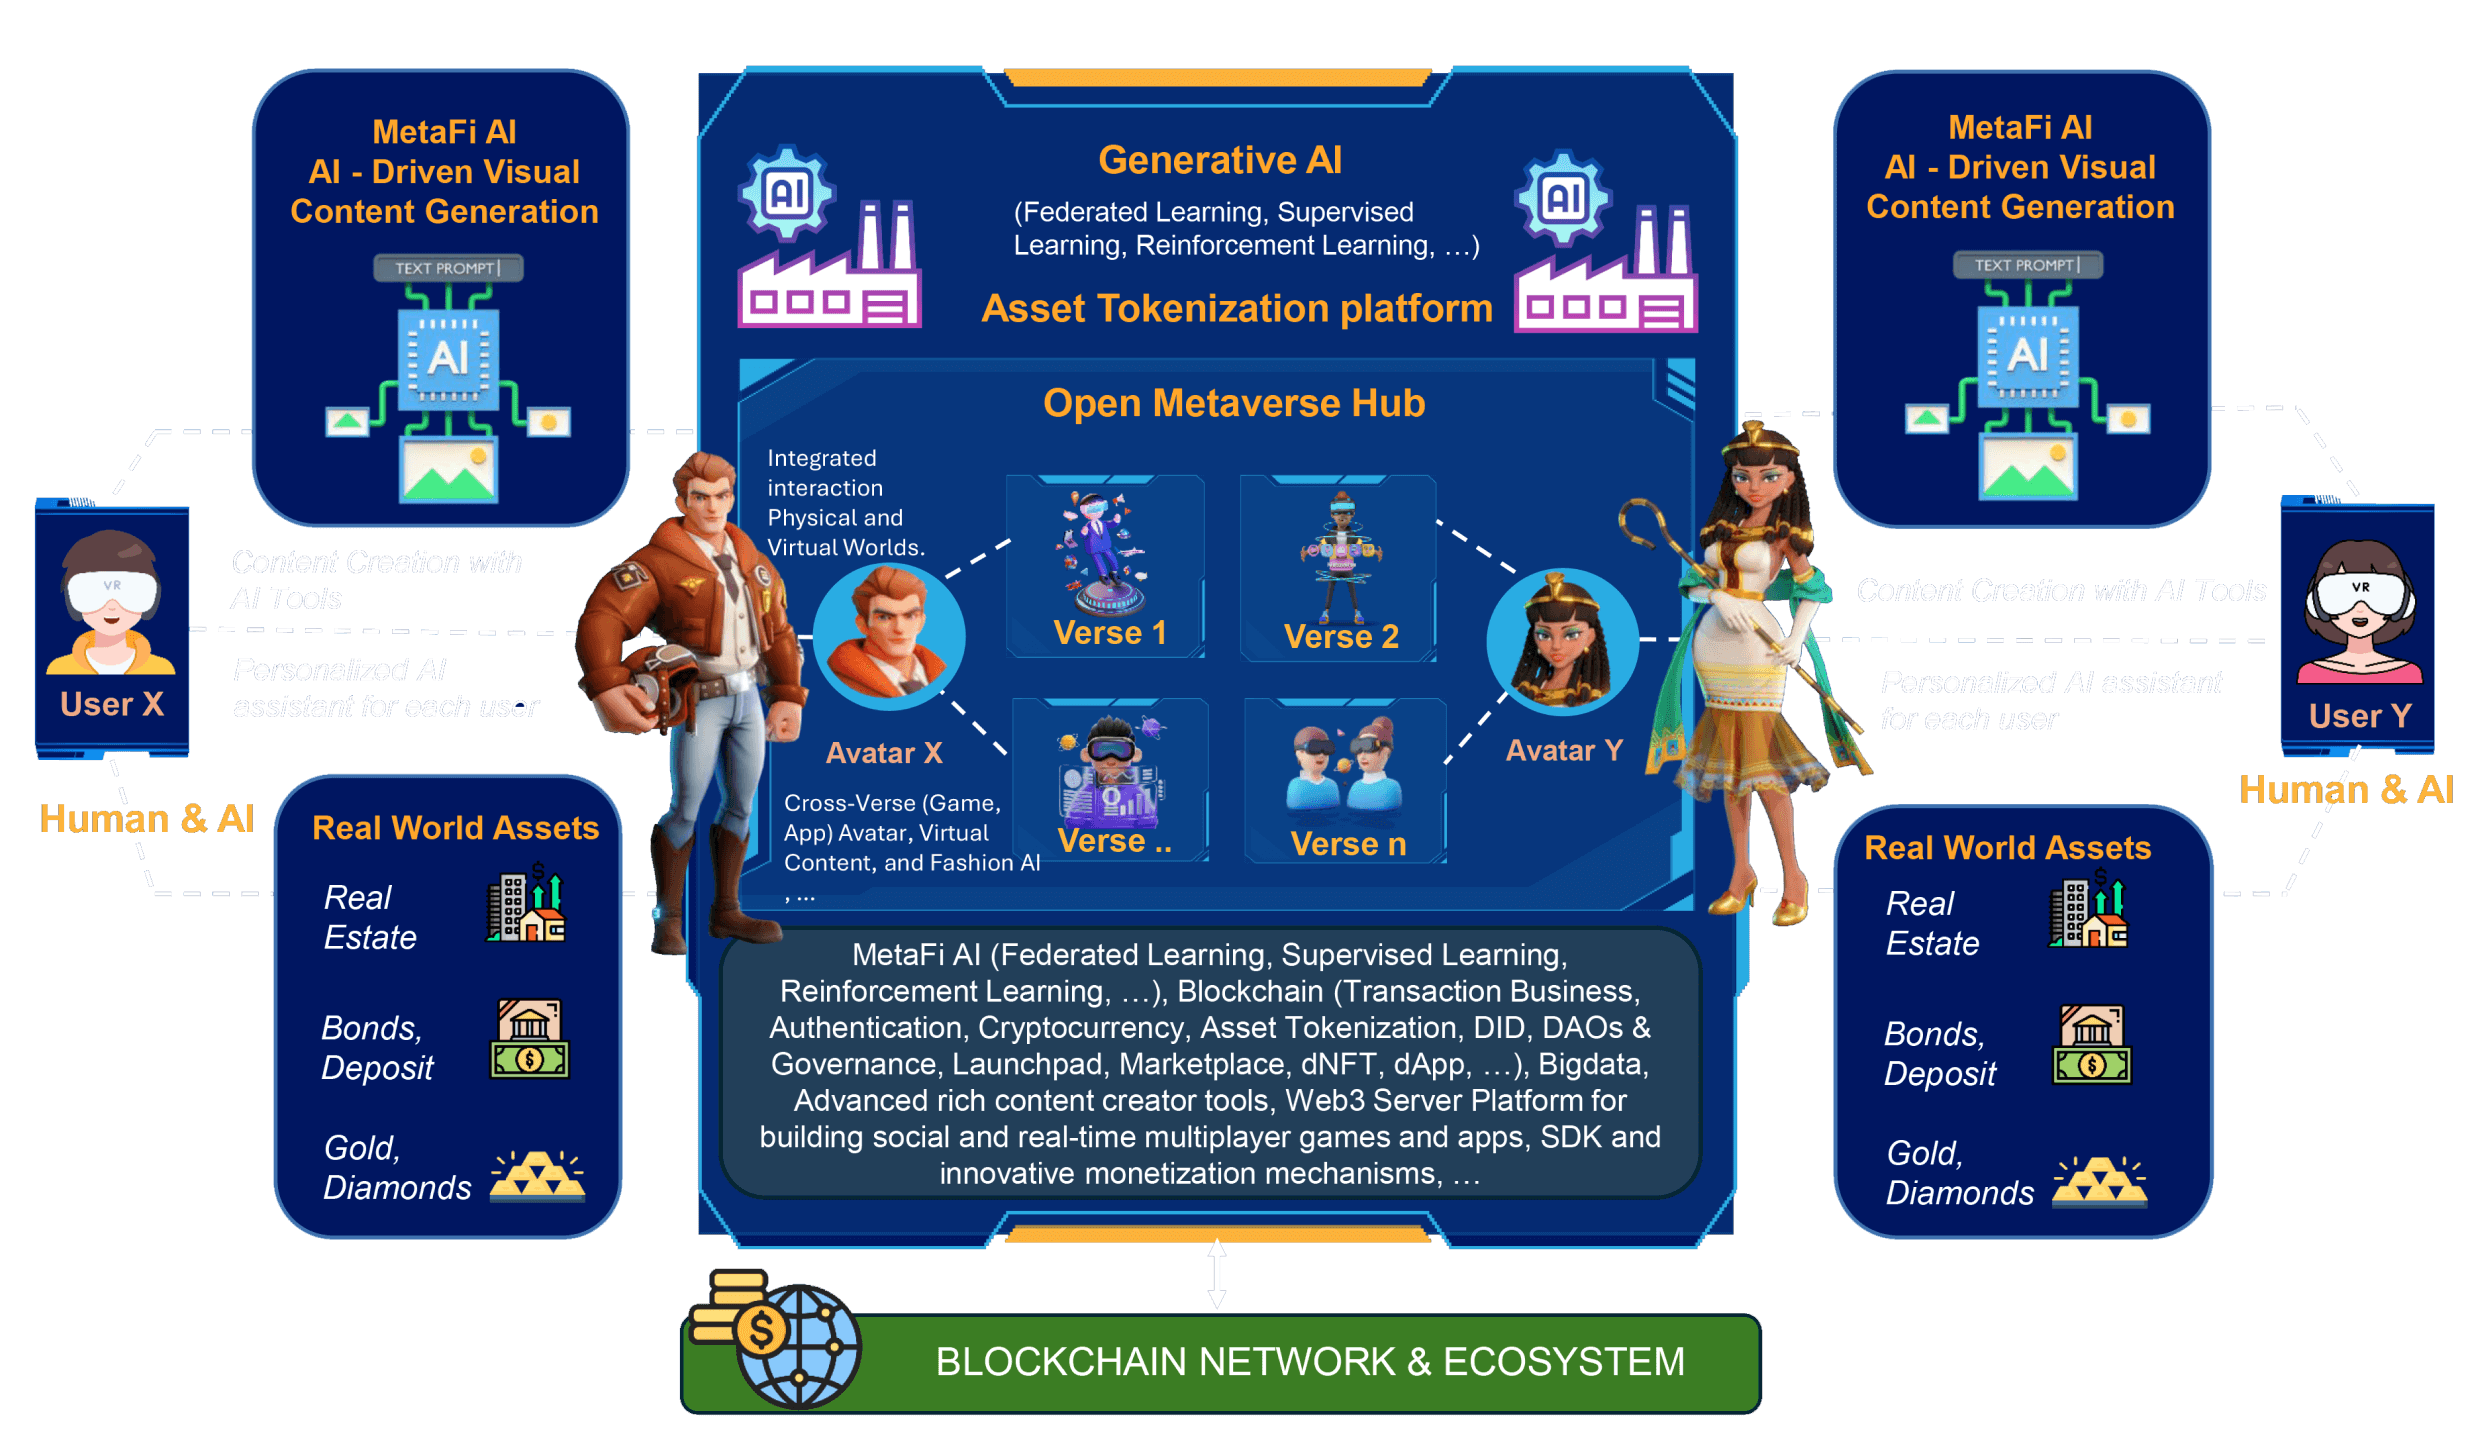 MetaFi AI
AI - Driven Visual
Content Generation
TEXT PROMPT
AI
Content Creation with
AI Tools
Personalized AI
assistant for each user
VR
User X
Human & AI
Real World Assets
Real
Estate
Bonds,
Deposit
Gold,
Diamonds
AI
Generative AI
(Federated Learning, Supervised
Learning, Reinforcement Learning, ...)
AI
Asset Tokenization platform
Open Metaverse Hub
Integrated
interaction
Physical and
Virtual Worlds.
Verse 1
Verse 2
Avatar X
Avatar Y
Cross-Verse (Game,
App) Avatar, Virtual
Content, and Fashion AI
, ...
Verse ..
Verse n
MetaFi AI (Federated Learning, Supervised Learning,
Reinforcement Learning, ...), Blockchain (Transaction Business,
Authentication, Cryptocurrency, Asset Tokenization, DID, DAOs &
Governance, Launchpad, Marketplace, dNFT, dApp, ...), Bigdata,
Advanced rich content creator tools, Web3 Server Platform for
building social and real-time multiplayer games and apps, SDK and
innovative monetization mechanisms, ...
MetaFi AI
AI - Driven Visual
Content Generation
TEXT PROMPT
AI
Content Creation with AI Tools
Personalized AI assistant
for each user
VR
User Y
Human & AI
Real World Assets
Real
Estate
Bonds,
Deposit
Gold,
Diamonds
BLOCKCHAIN NETWORK & ECOSYSTEM